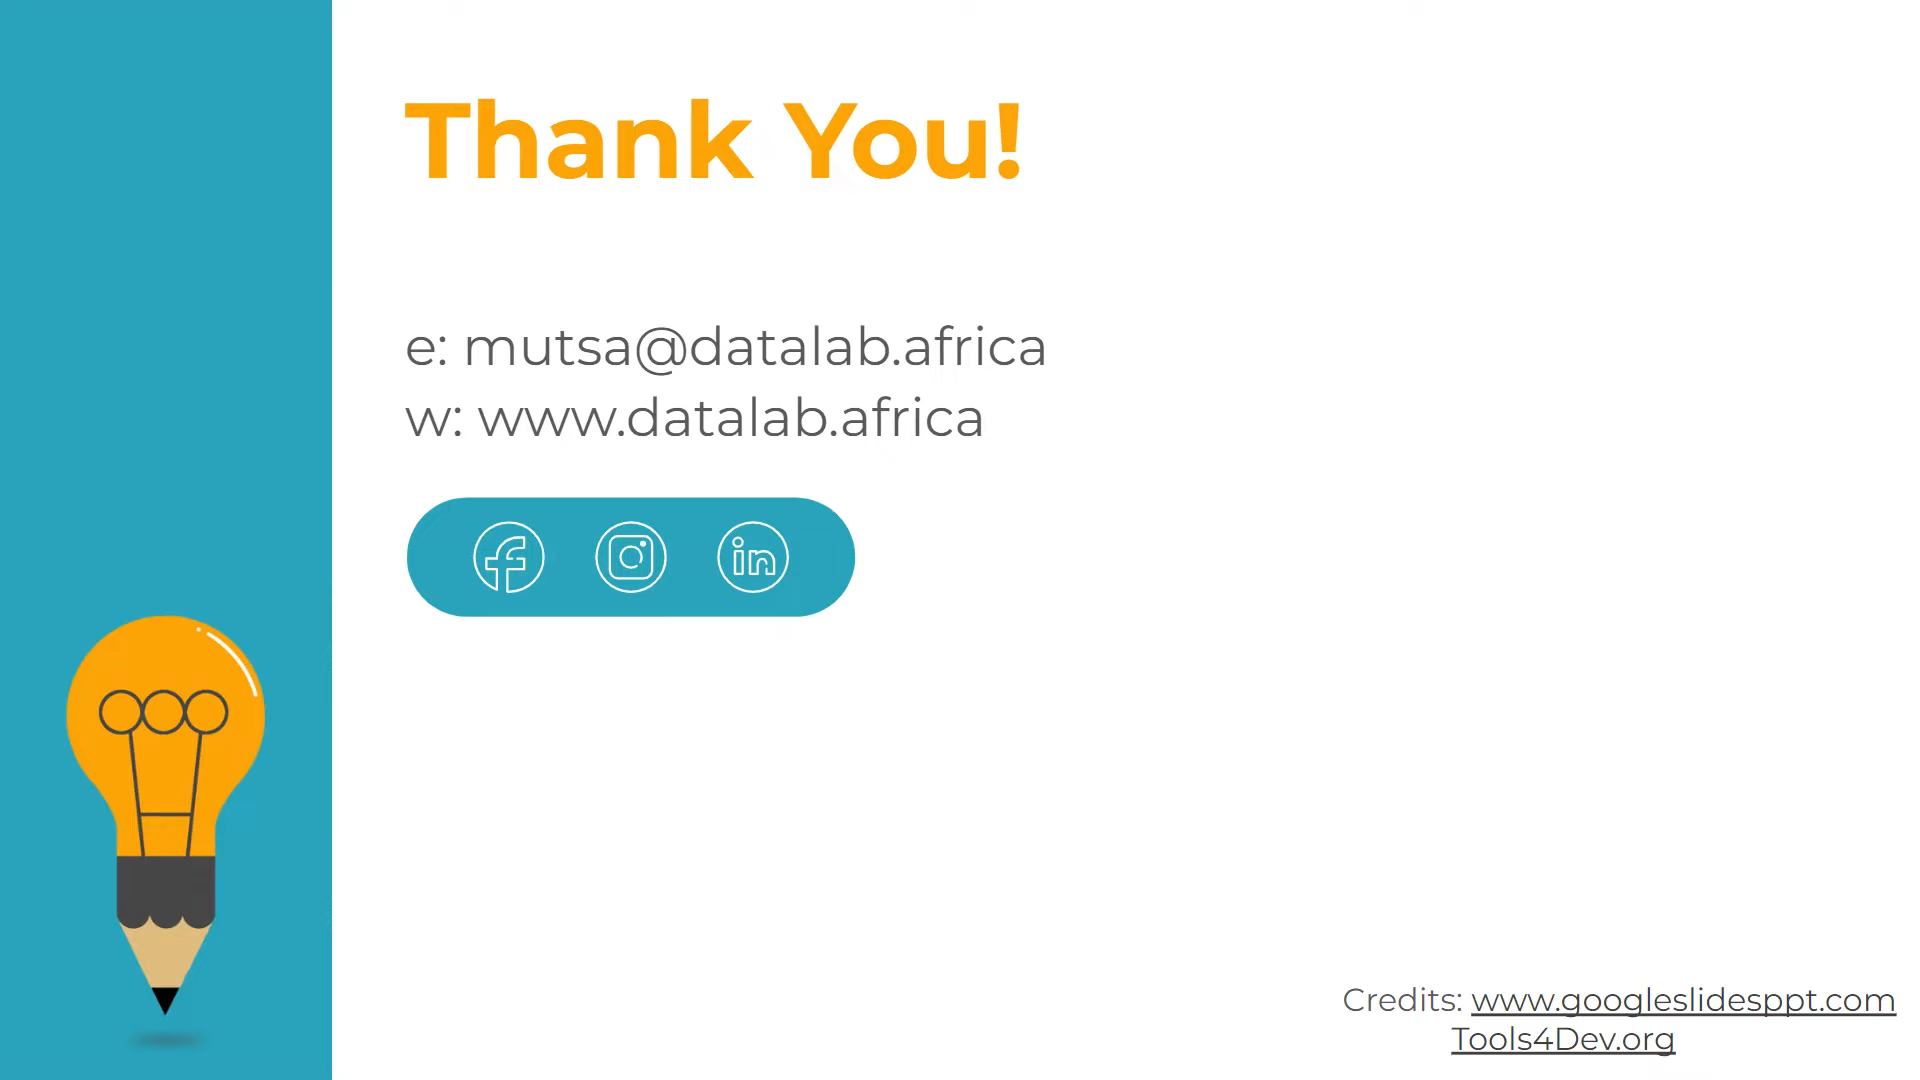 Thank You!
e: mutsa@datalab.africa
w: www.datalab.africa
Credits: www.googleslidesppt.com
Tools4Dev.org